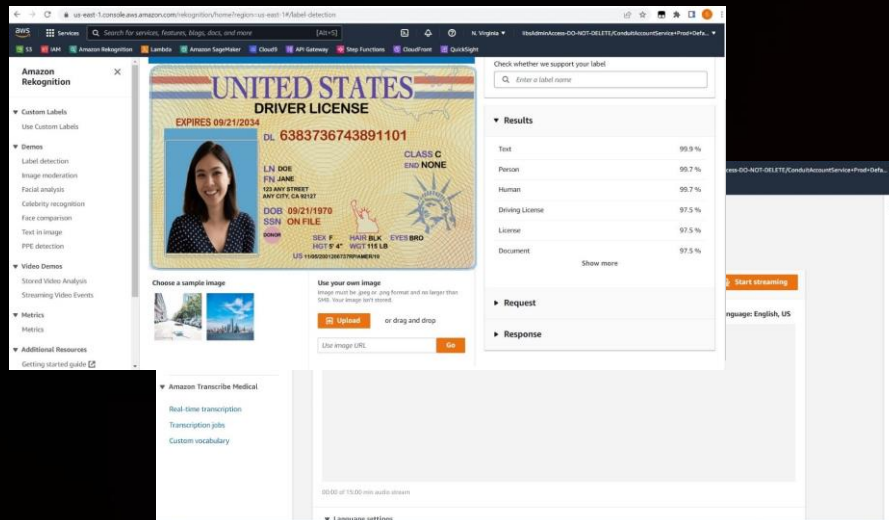 us-east-1.console.aws.amazon.com/rekognition/home?region=us-east-1#/label-detection
aws Services Search for services, features, blogs, docs, and more [Alt+S] N. Virginia ▼
S3 IAM Amazon Rekognition Lambda Amazon SageMaker Cloud9 API Gateway Step Functions CloudFront QuickSight
Amazon Rekognition ×
▼ Custom Labels
Use Custom Labels
▼ Demos
Label detection
Image moderation
Facial analysis
Celebrity recognition
Face comparison
Text in image
PPE detection
▼ Video Demos
Stored Video Analysis
Streaming Video Events
▼ Metrics
Metrics
▼ Additional Resources
Getting started guide
UNITED STATES
DRIVER LICENSE
EXPIRES 09/21/2034
DL 6383736743891101
CLASS C
END NONE
LN DOE
FN JANE
123 ANY STREET
ANY CITY, CA 92127
DOB 09/21/1970
SSN ON FILE
DONOR
SEX F HAIR BLK EYES BRO
HGT 5' 4" WGT 115 LB
Choose a sample image
Use your own image
Image must be .jpeg or .png format and no larger than
5MB. Your image isn't stored.
Upload or drag and drop
Use image URL Go
Check whether we support your label
Enter a label name
▼ Results
Text 99.9 %
Person 99.7 %
Human 99.7 %
Driving License 97.5 %
License 97.5 %
Document 97.5 %
Show more
▶ Request
▶ Response
Start streaming
nguage: English, US
▼ Amazon Transcribe Medical
Real-time transcription
Transcription jobs
Custom vocabulary
00:00 of 15:00 min audio stream
▼ Language settings